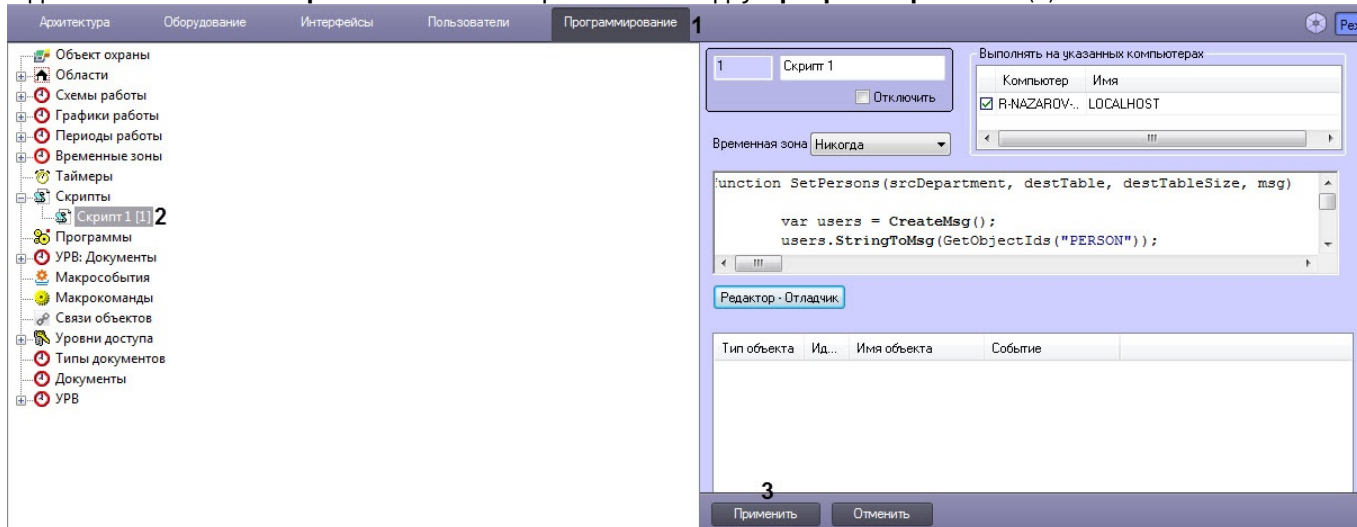 Архитектура Оборудование Интерфейсы Пользователи Программирование 1
Объект охраны
Области
Схемы работы
Графики работы
Периоды работы
Временные зоны
Таймеры
Скрипты
Скрипт 1 [1] 2
Программы
УРВ: Документы
Макрособытия
Макрокоманды
Связи объектов
Уровни доступа
Типы документов
Документы
УРВ
1 Скрипт 1
Отключить
Выполнять на указанных компьютерах
Компьютер Имя
R-NAZAROV-.. LOCALHOST
Временная зона Никогда
unction SetPersons(srcDepartment, destTable, destTableSize, msg)
var users = CreateMsg();
users.StringToMsg(GetObjectIds("PERSON"));
Редактор - Отладчик
Тип объекта Ид... Имя объекта Событие
3
Применить Отменить